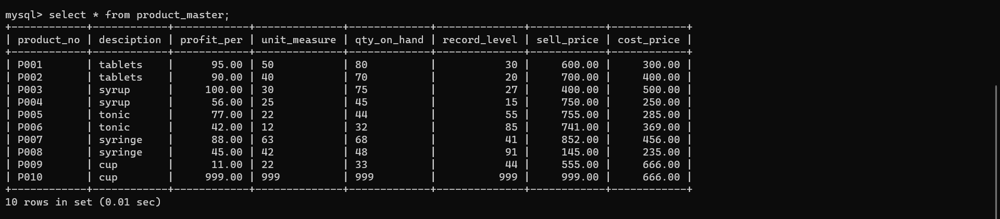 mysql> select * from product_master;
+------------+------------+------------+--------------+-------------+--------------+------------+------------+
| product_no | desciption | profit_per | unit_measure | qty_on_hand | record_level | sell_price | cost_price |
+------------+------------+------------+--------------+-------------+--------------+------------+------------+
| P001       | tablets    |      95.00 | 50           | 80          |           30 |     600.00 |     300.00 |
| P002       | tablets    |      90.00 | 40           | 70          |           20 |     700.00 |     400.00 |
| P003       | syrup      |     100.00 | 30           | 75          |           27 |     400.00 |     500.00 |
| P004       | syrup      |      56.00 | 25           | 45          |           15 |     750.00 |     250.00 |
| P005       | tonic      |      77.00 | 22           | 44          |           55 |     755.00 |     285.00 |
| P006       | tonic      |      42.00 | 12           | 32          |           85 |     741.00 |     369.00 |
| P007       | syringe    |      88.00 | 63           | 68          |           41 |     852.00 |     456.00 |
| P008       | syringe    |      45.00 | 42           | 48          |           91 |     145.00 |     235.00 |
| P009       | cup        |      11.00 | 22           | 33          |           44 |     555.00 |     666.00 |
| P010       | cup        |     999.00 | 999          | 999         |          999 |     999.00 |     666.00 |
+------------+------------+------------+--------------+-------------+--------------+------------+------------+
10 rows in set (0.01 sec)